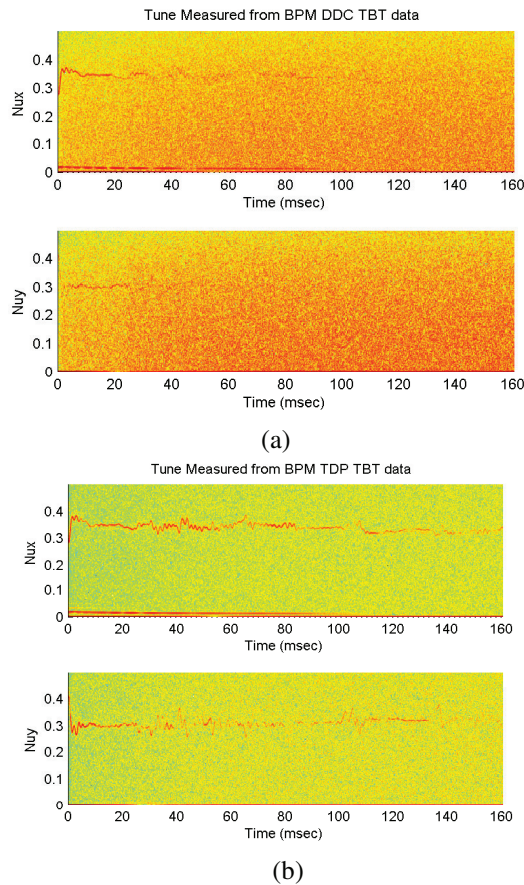 Tune Measured from BPM DDC TBT data
0.4
0.3
0.2
0.1
0
Nux
0 20 40 60 80 100 120 140 160
Time (msec)
0.4
0.3
0.2
0.1
0
Nuy
0 20 40 60 80 100 120 140 160
Time (msec)
(a)
Tune Measured from BPM TDP TBT data
0.4
0.3
0.2
0.1
0
Nux
0 20 40 60 80 100 120 140 160
Time (msec)
0.4
0.3
0.2
0.1
0
Nuy
0 20 40 60 80 100 120 140 160
Time (msec)
(b)